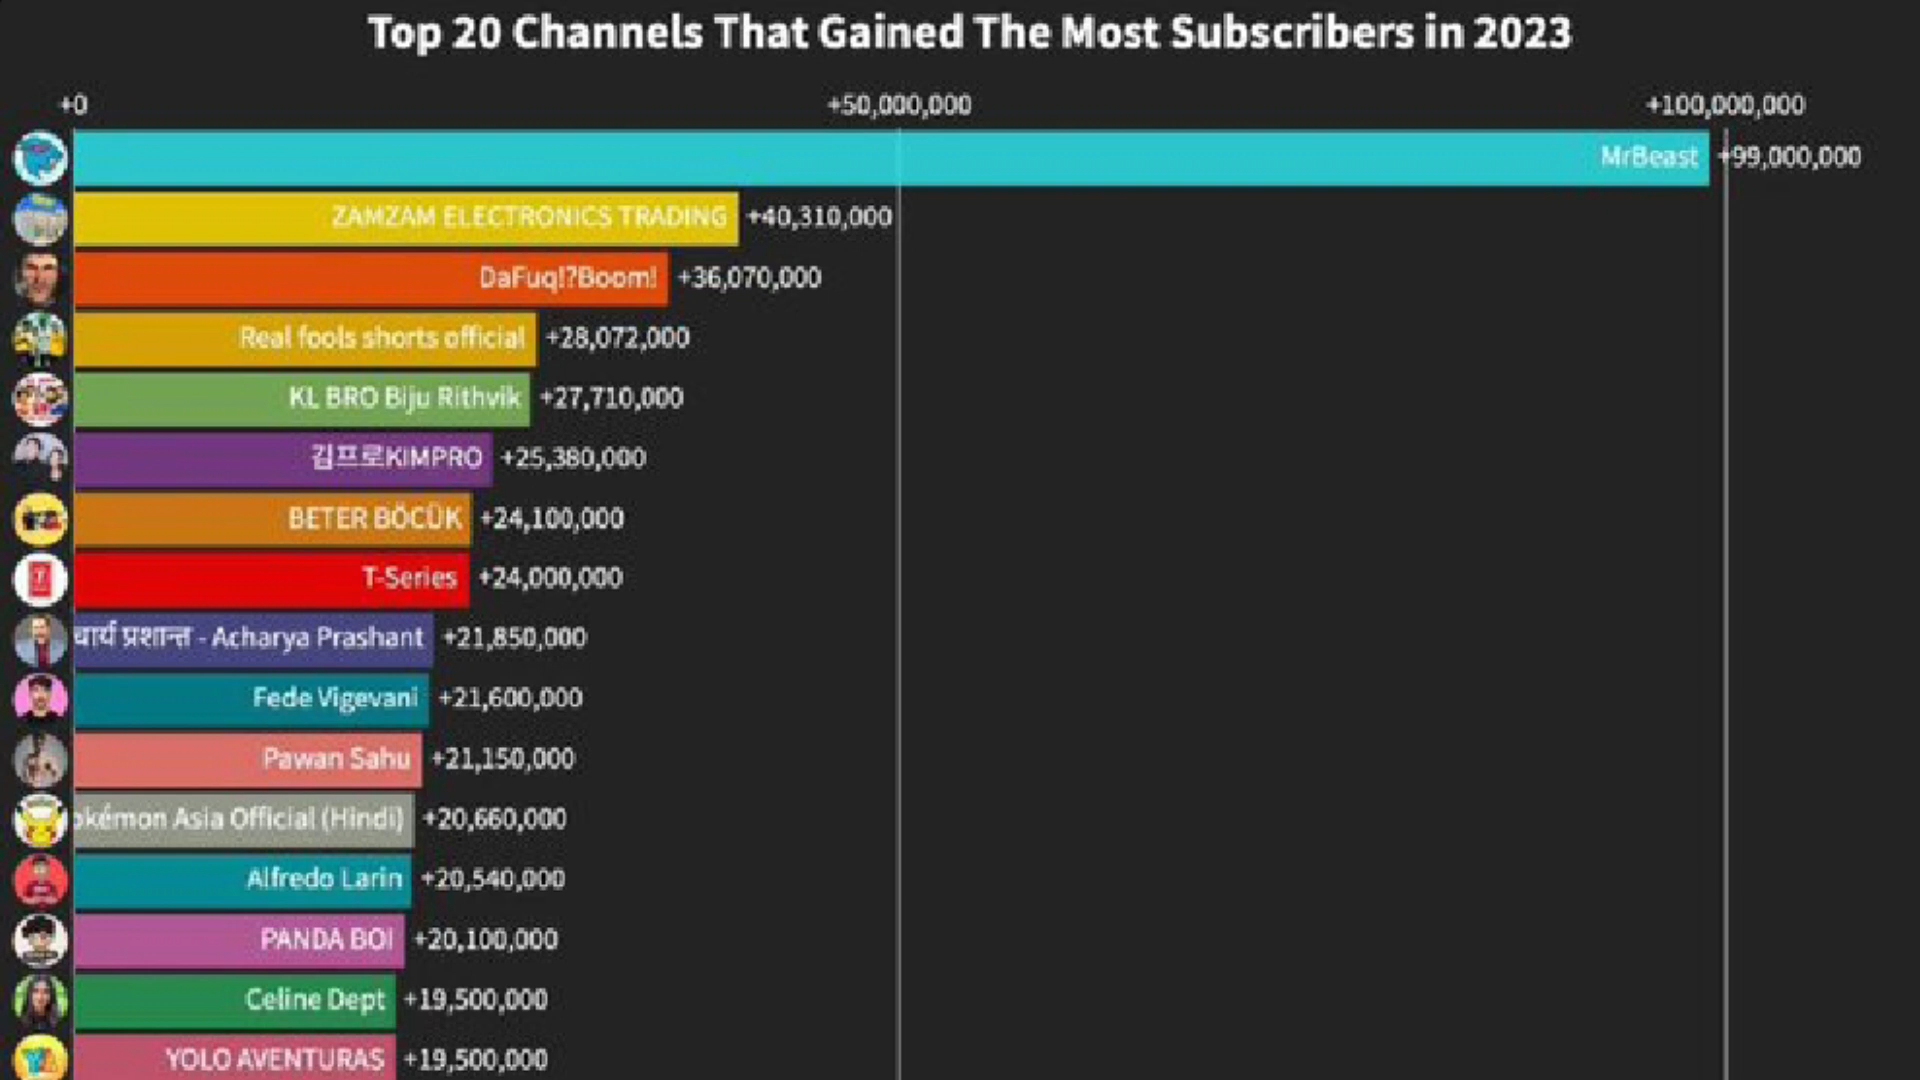 Top 20 Channels That Gained The Most Subscribers in 2023
+0 +50,000,000 +100,000,000
MrBeast +99,000,000
ZAMZAM ELECTRONICS TRADING +40,310,000
DaFuq!?Boom! +36,070,000
Real fools shorts official +28,072,000
KL BRO Biju Rithvik +27,710,000
김프로KIMPRO +25,380,000
BETER BÖCÜK +24,100,000
T-Series +24,000,000
चार्य प्रशान्त - Acharya Prashant +21,850,000
Fede Vigevani +21,600,000
Pawan Sahu +21,150,000
okémon Asia Official (Hindi) +20,660,000
Alfredo Larin +20,540,000
PANDA BOI +20,100,000
Celine Dept +19,500,000
YOLO AVENTURAS +19,500,000